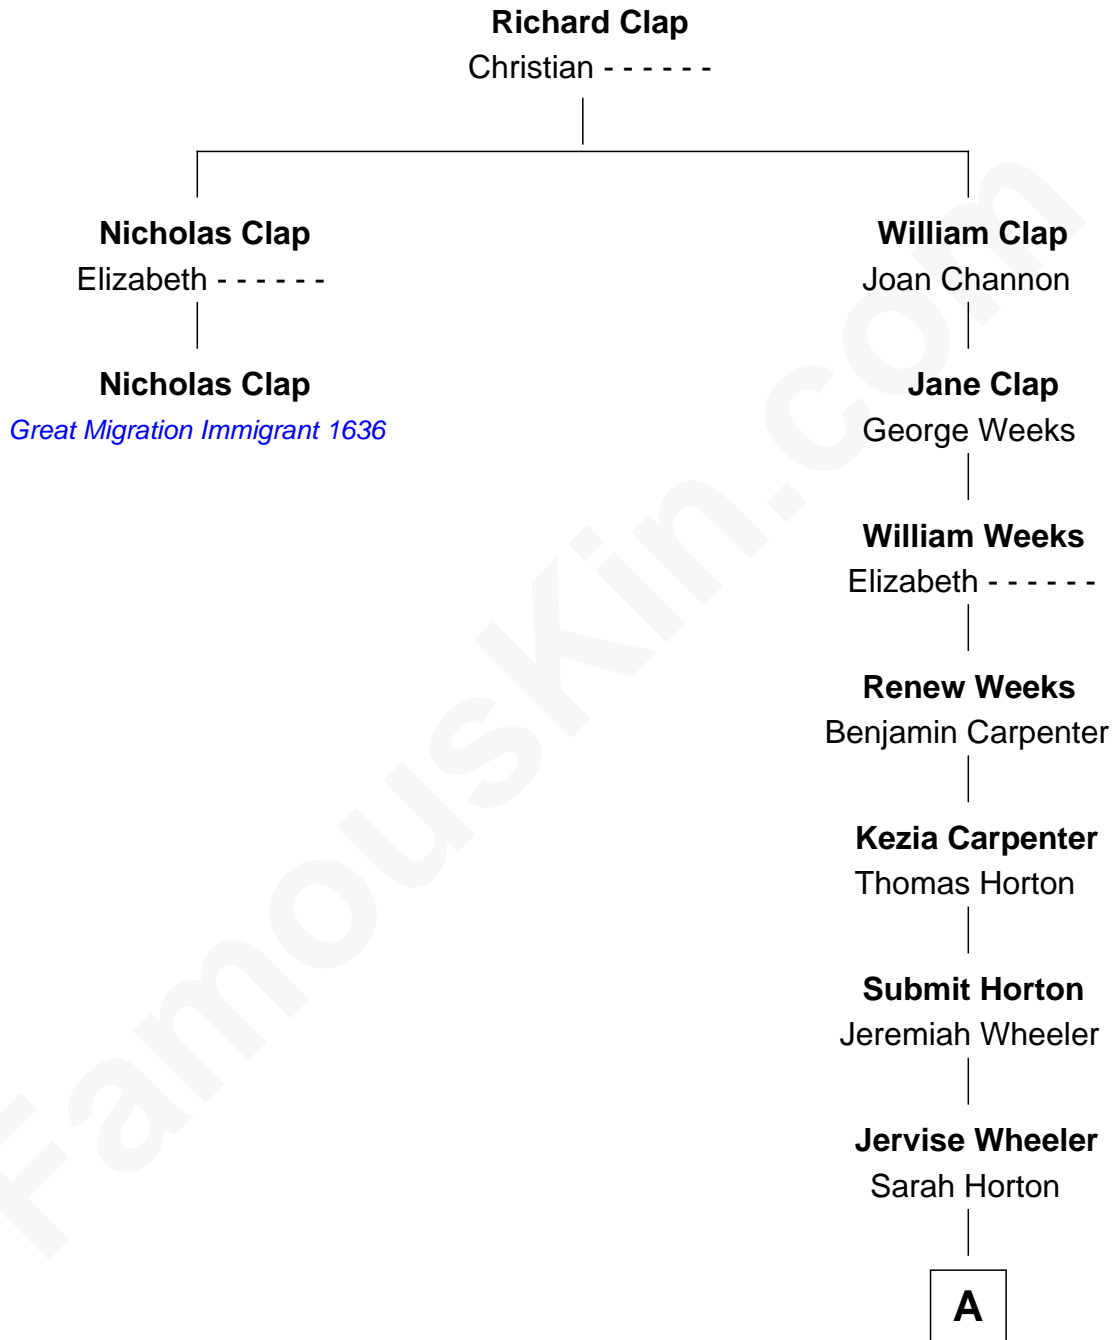 Richard Clap
Christian - - - - - -
Nicholas Clap
Elizabeth - - - - - -
Nicholas Clap
Great Migration Immigrant 1636
William Clap
Joan Channon
Jane Clap
George Weeks
William Weeks
Elizabeth - - - - - -
Renew Weeks
Benjamin Carpenter
Kezia Carpenter
Thomas Horton
Submit Horton
Jeremiah Wheeler
Jervise Wheeler
Sarah Horton
A
FamousKin.com